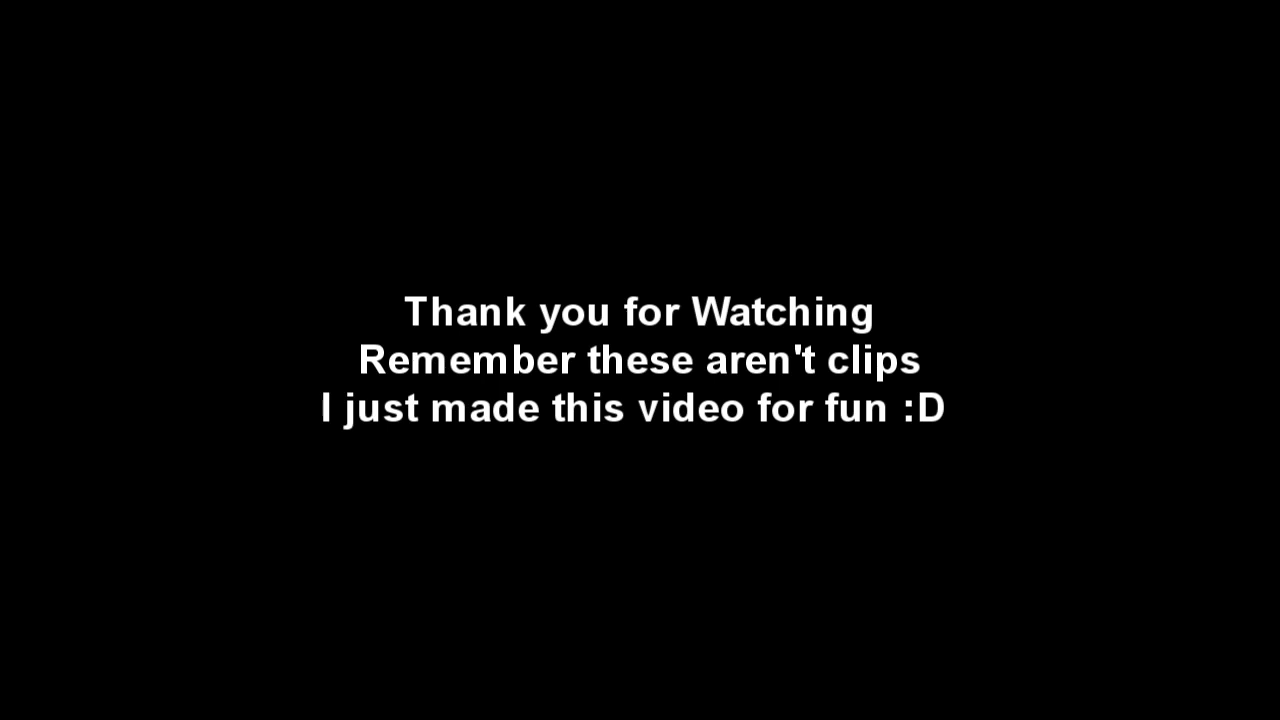 Thank you for Watching
Remember these aren't clips
I just made this video for fun :D